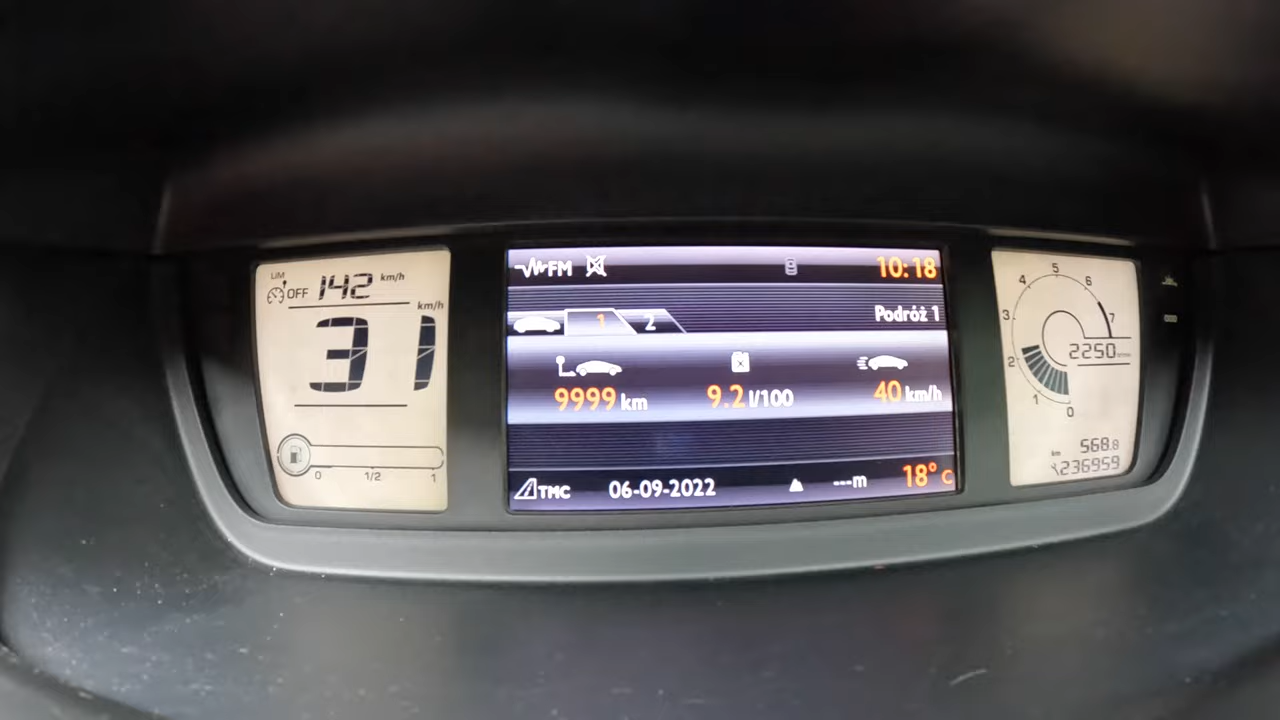 LIM
OFF 142 km/h
km/h
31
0 1/2 1
FM 10:18
1 2 Podróż 1
9999 km 9.2 l/100 40 km/h
TMC 06-09-2022 ---m 18° C
0 1 2 3 4 5 6 7
2250
km 568.8
236959